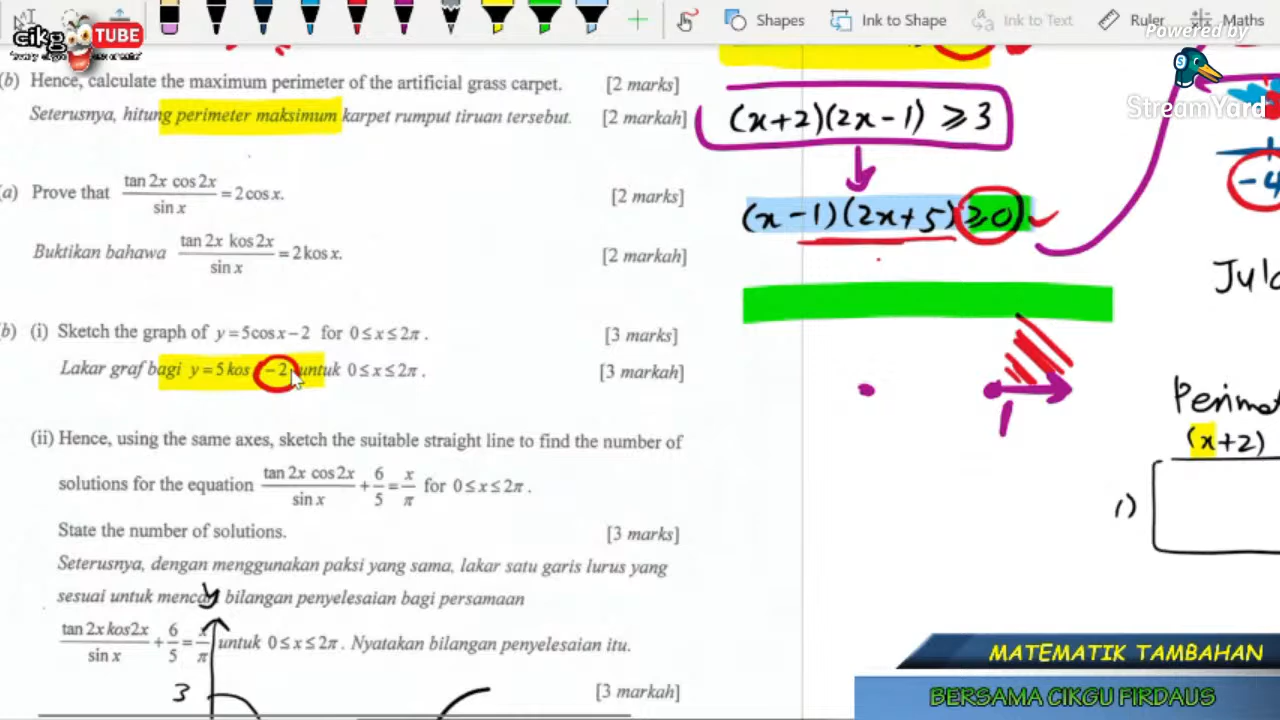 Shapes
Ink to Shape
Ink to Text
Ruler
Maths
cikg TUBE
Powered by
StreamYard
(b) Hence, calculate the maximum perimeter of the artificial grass carpet. [2 marks]
Seterusnya, hitung perimeter maksimum karpet rumput tiruan tersebut. [2 markah]
(a) Prove that tan 2x cos 2x / sin x = 2 cos x. [2 marks]
Buktikan bahawa tan 2x kos 2x / sin x = 2 kos x. [2 markah]
(b) (i) Sketch the graph of y = 5 cos x − 2 for 0 ≤ x ≤ 2π . [3 marks]
Lakar graf bagi y = 5 kos − 2 untuk 0 ≤ x ≤ 2π . [3 markah]
(ii) Hence, using the same axes, sketch the suitable straight line to find the number of
solutions for the equation tan 2x cos 2x / sin x + 6/5 = x/π for 0 ≤ x ≤ 2π .
State the number of solutions. [3 marks]
Seterusnya, dengan menggunakan paksi yang sama, lakar satu garis lurus yang
sesuai untuk mencari bilangan penyelesaian bagi persamaan
tan 2x kos 2x / sin x + 6/5 = x/π untuk 0 ≤ x ≤ 2π . Nyatakan bilangan penyelesaian itu.
[3 markah]
y
3
(x+2)(2x−1) ≥ 3
(x−1)(2x+5) ≥ 0
1
−4
(x+2)
1)
MATEMATIK TAMBAHAN
BERSAMA CIKGU FIRDAUS